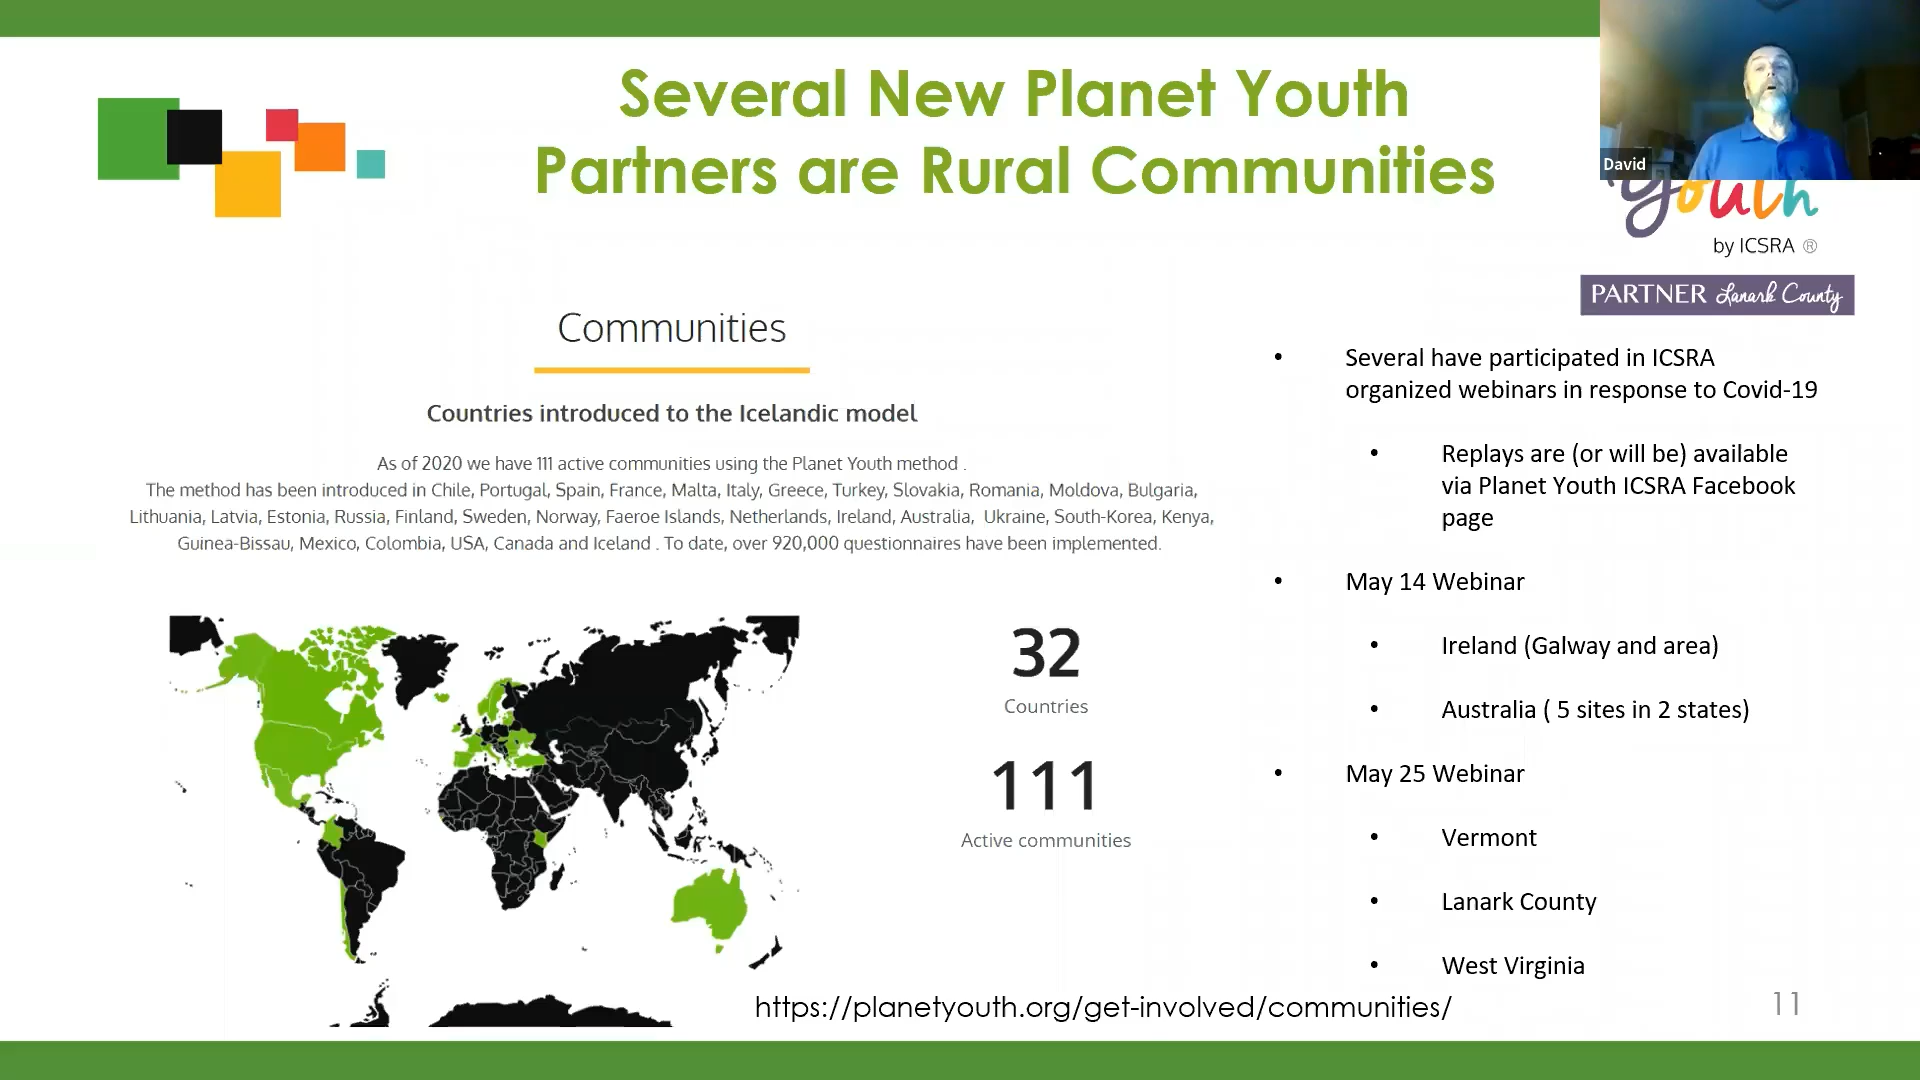 Several New Planet Youth
Partners are Rural Communities
David
youth
by ICSRA ®
PARTNER Lanark County
Communities
Countries introduced to the Icelandic model
As of 2020 we have 111 active communities using the Planet Youth method .
The method has been introduced in Chile, Portugal, Spain, France, Malta, Italy, Greece, Turkey, Slovakia, Romania, Moldova, Bulgaria,
Lithuania, Latvia, Estonia, Russia, Finland, Sweden, Norway, Faeroe Islands, Netherlands, Ireland, Australia, Ukraine, South-Korea, Kenya,
Guinea-Bissau, Mexico, Colombia, USA, Canada and Iceland . To date, over 920,000 questionnaires have been implemented.
32
Countries
111
Active communities
• Several have participated in ICSRA
organized webinars in response to Covid-19
• Replays are (or will be) available
via Planet Youth ICSRA Facebook
page
• May 14 Webinar
• Ireland (Galway and area)
• Australia ( 5 sites in 2 states)
• May 25 Webinar
• Vermont
• Lanark County
• West Virginia
https://planetyouth.org/get-involved/communities/
11